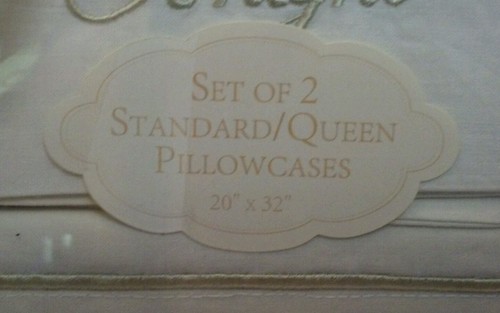 SET OF 2
STANDARD/QUEEN
PILLOWCASES
20" x 32"